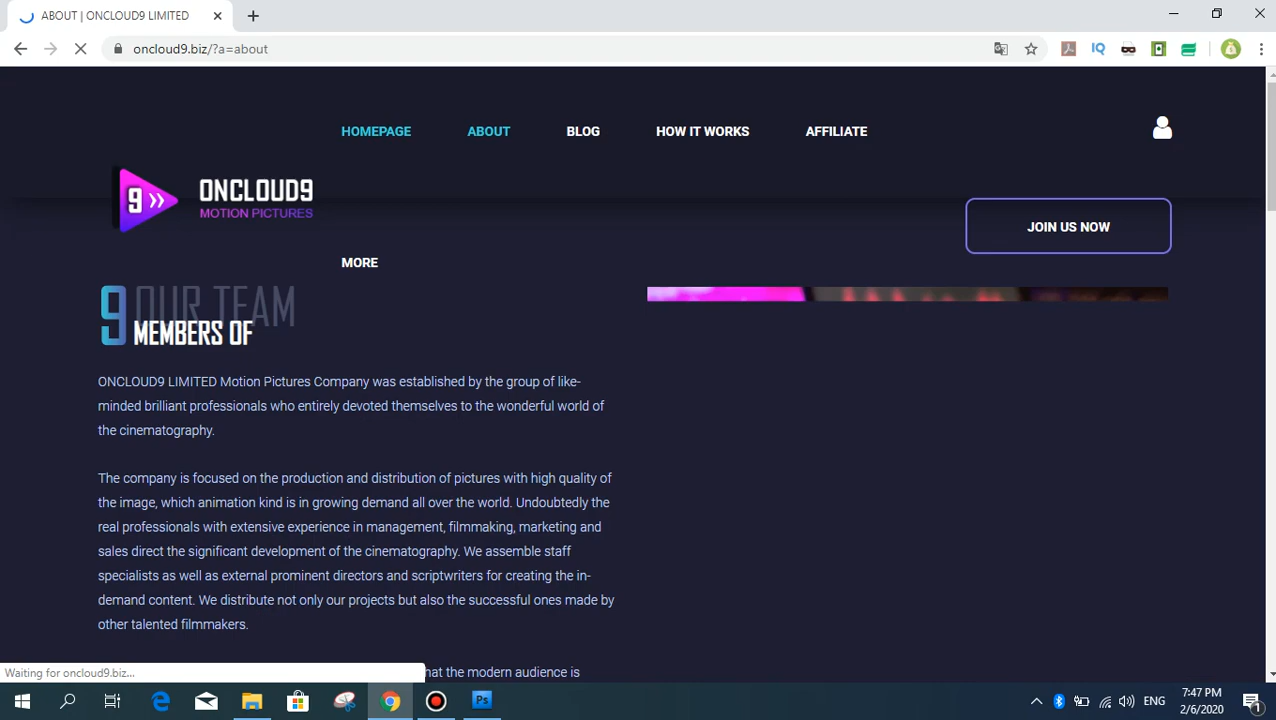 ABOUT | ONCLOUD9 LIMITED
oncloud9.biz/?a=about
HOMEPAGE
ABOUT
BLOG
HOW IT WORKS
AFFILIATE
9
ONCLOUD9
MOTION PICTURES
JOIN US NOW
MORE
9 OUR TEAM
MEMBERS OF
ONCLOUD9 LIMITED Motion Pictures Company was established by the group of like-
minded brilliant professionals who entirely devoted themselves to the wonderful world of
the cinematography.
The company is focused on the production and distribution of pictures with high quality of
the image, which animation kind is in growing demand all over the world. Undoubtedly the
real professionals with extensive experience in management, filmmaking, marketing and
sales direct the significant development of the cinematography. We assemble staff
specialists as well as external prominent directors and scriptwriters for creating the in-
demand content. We distribute not only our projects but also the successful ones made by
other talented filmmakers.
that the modern audience is
Waiting for oncloud9.biz...
Ps
ENG
7:47 PM
2/6/2020
1